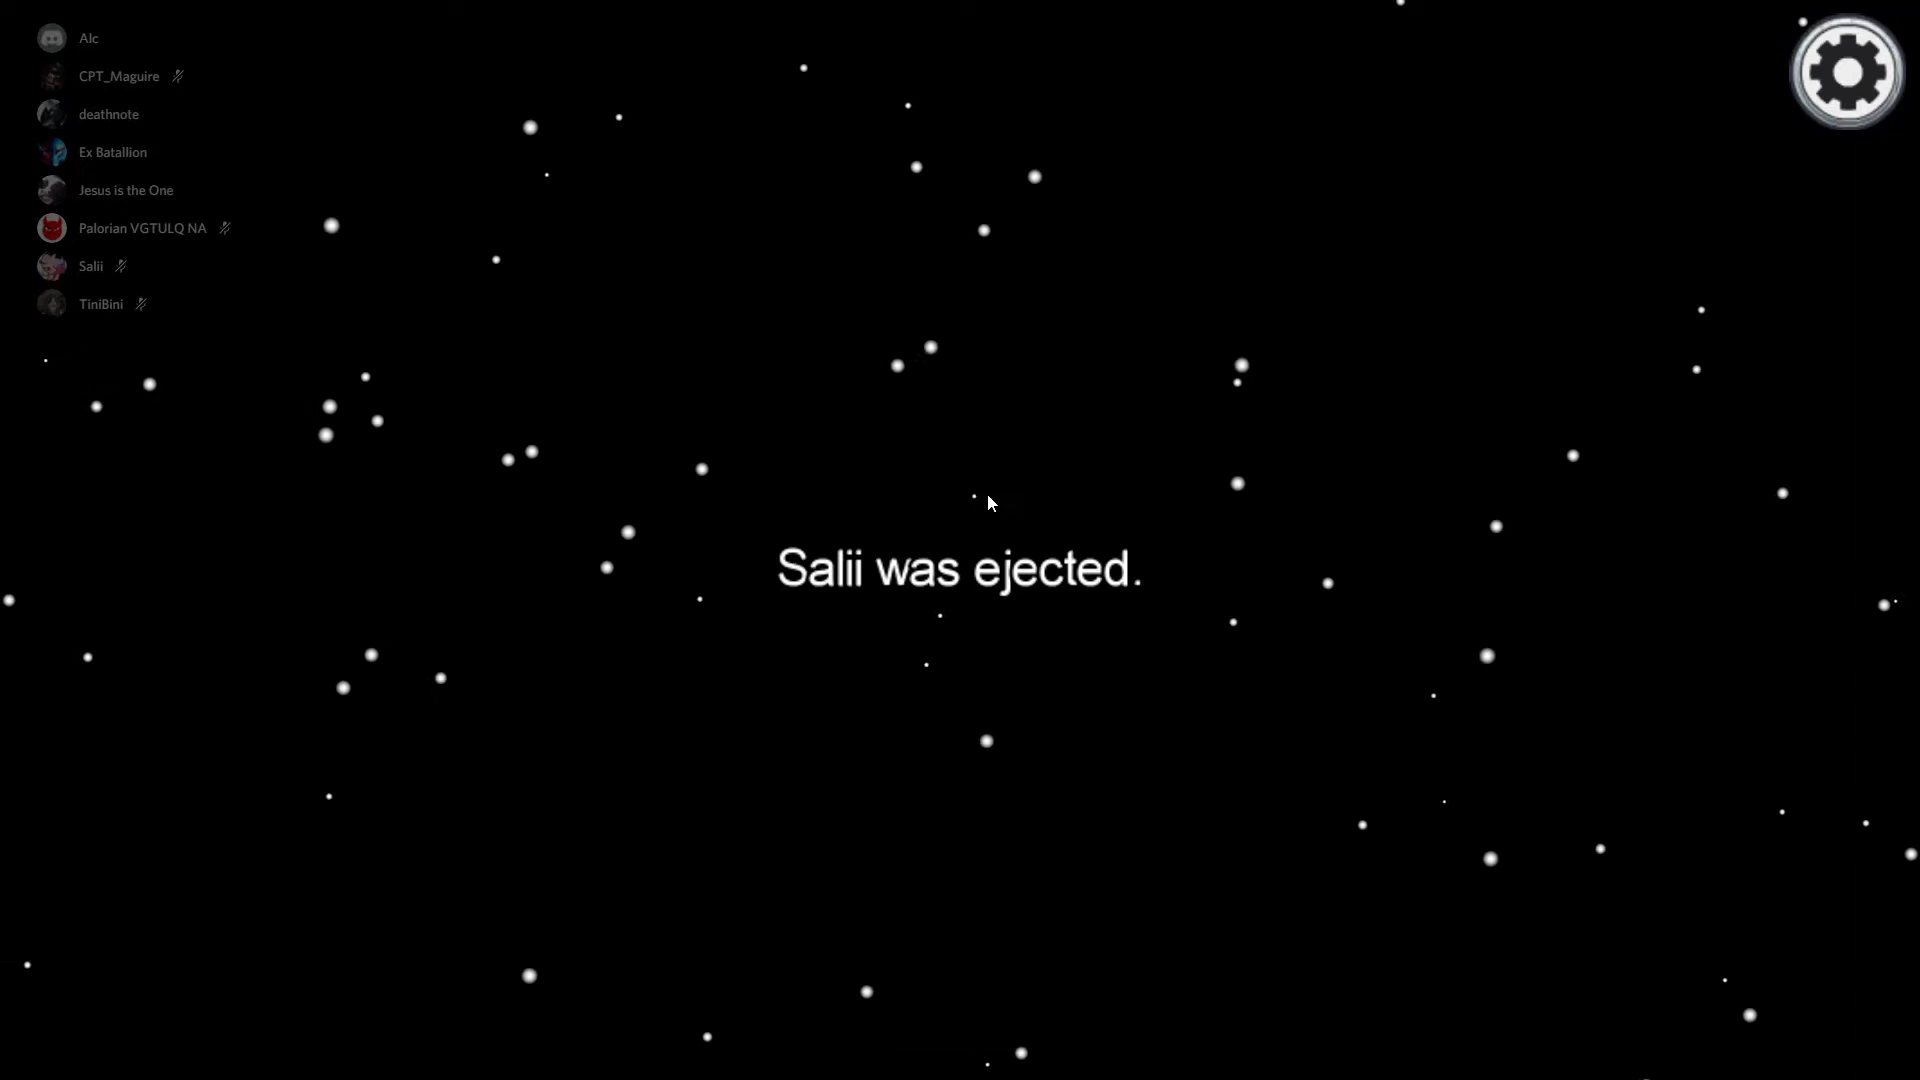 Alc
CPT_Maguire
deathnote
Ex Batallion
Jesus is the One
Palorian VGTULQ NA
Salii
TiniBini
Salii was ejected.